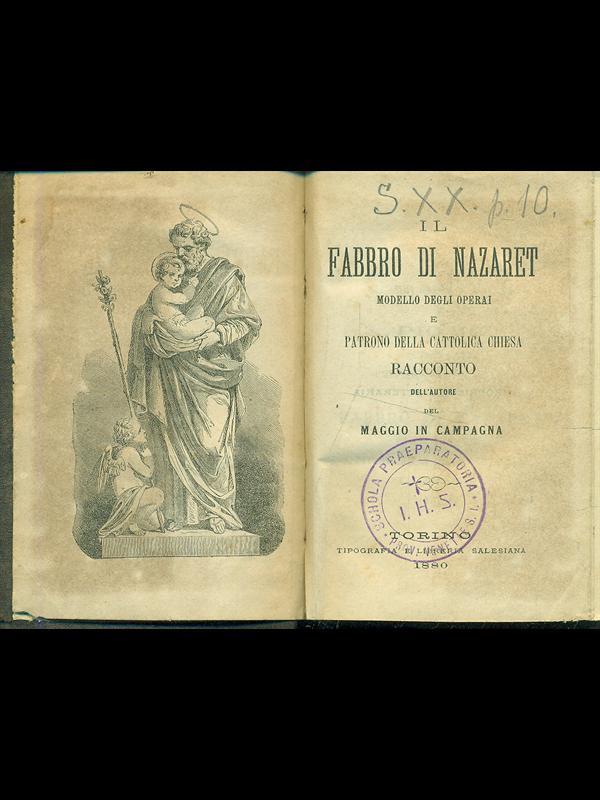 S. XX. p. 10.
IL
FABBRO DI NAZARET
MODELLO DEGLI OPERAI
E
PATRONO DELLA CATTOLICA CHIESA
RACCONTO
DELL'AUTORE
DEL
MAGGIO IN CAMPAGNA
SCHOLA PRAEPARATORIA
I. H. S.
S.I.
TORINO
TIPOGRAFIA E LIBRERIA SALESIANA
1880